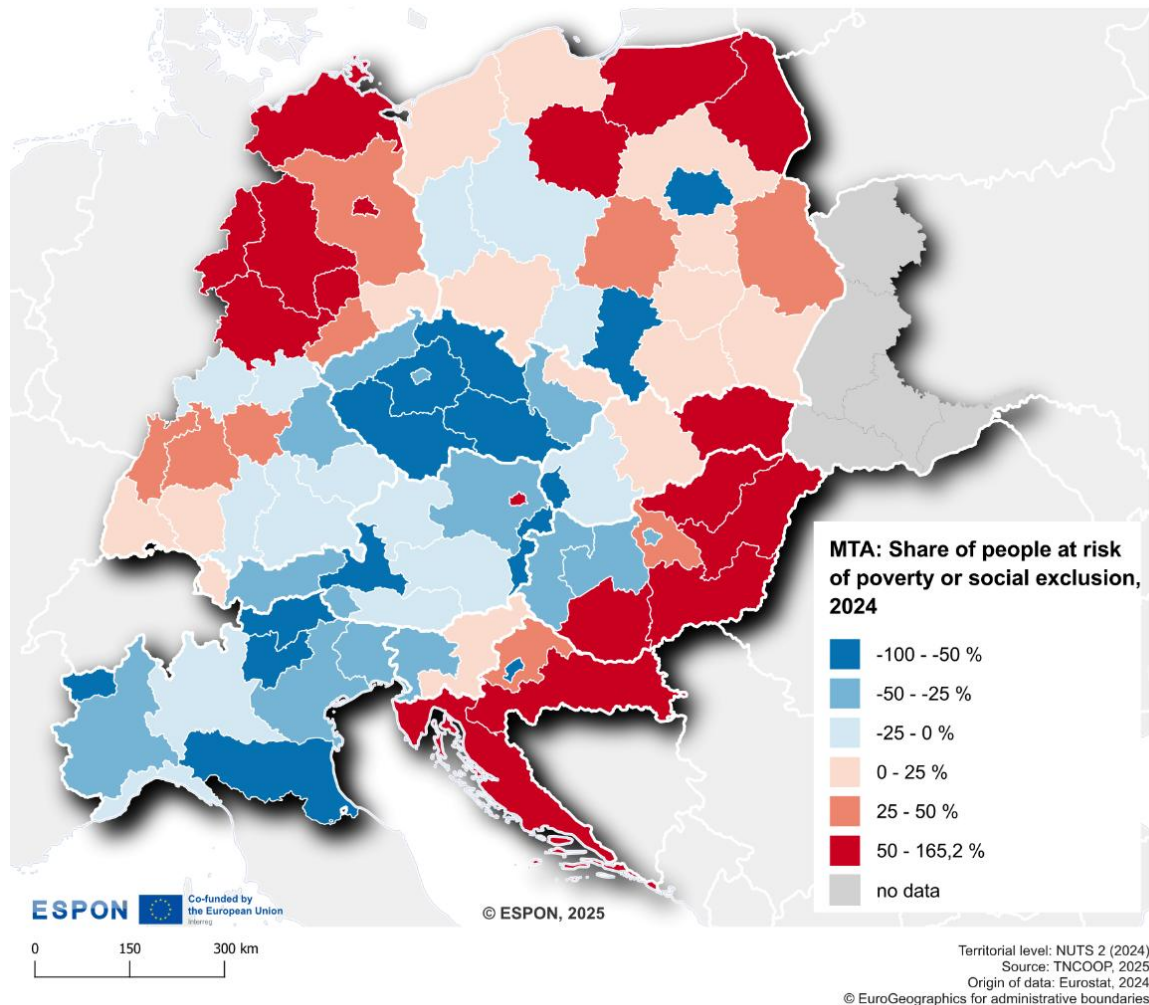 MTA: Share of people at risk
of poverty or social exclusion,
2024
-100 - -50 %
-50 - -25 %
-25 - 0 %
0 - 25 %
25 - 50 %
50 - 165,2 %
no data
ESPON
Co-funded by
the European Union
Interreg
© ESPON, 2025
0 150 300 km
Territorial level: NUTS 2 (2024)
Source: TNCOOP, 2025
Origin of data: Eurostat, 2024
© EuroGeographics for administrative boundaries